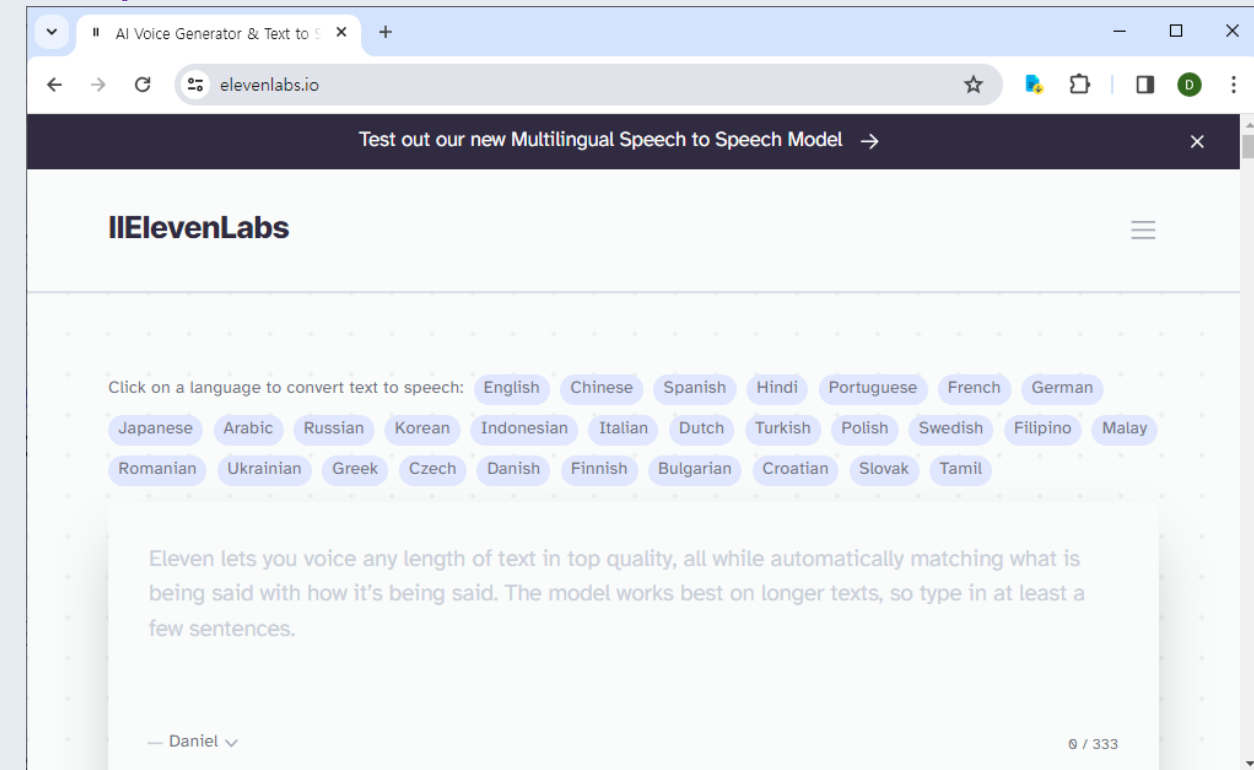 AI Voice Generator & Text to S
elevenlabs.io
D
Test out our new Multilingual Speech to Speech Model →
IIElevenLabs
Click on a language to convert text to speech: English Chinese Spanish Hindi Portuguese French German
Japanese Arabic Russian Korean Indonesian Italian Dutch Turkish Polish Swedish Filipino Malay
Romanian Ukrainian Greek Czech Danish Finnish Bulgarian Croatian Slovak Tamil
Eleven lets you voice any length of text in top quality, all while automatically matching what is
being said with how it's being said. The model works best on longer texts, so type in at least a
few sentences.
— Daniel
0 / 333